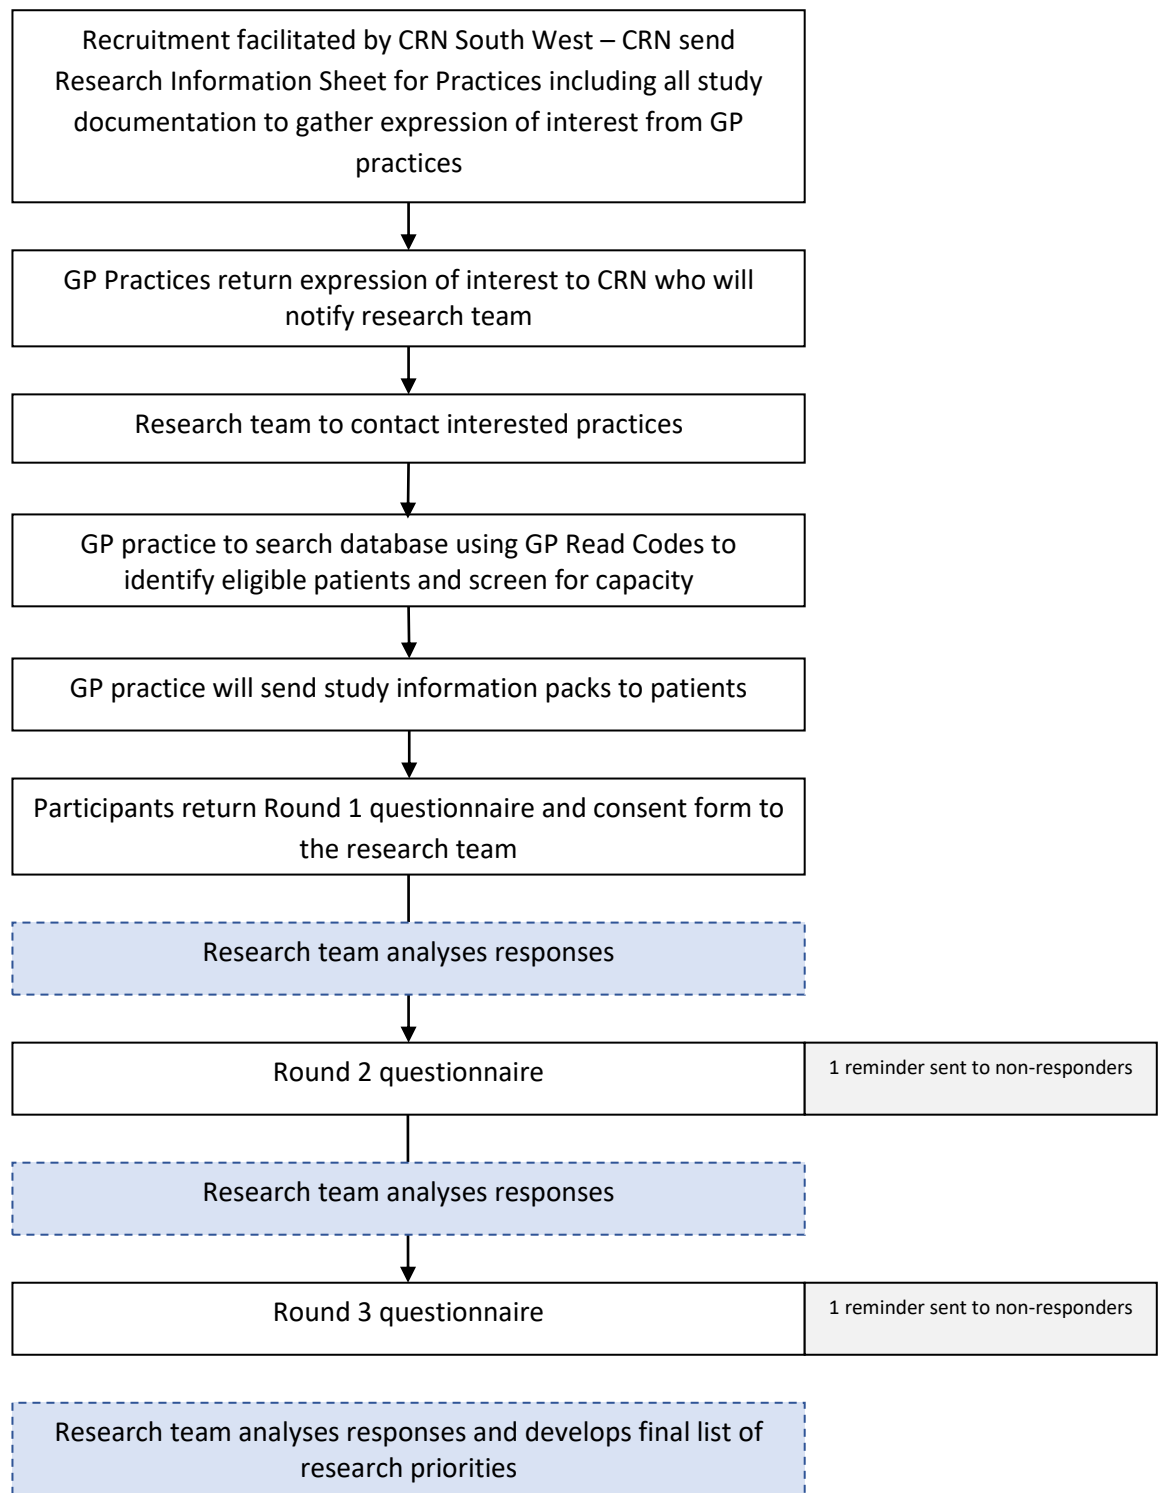 Recruitment facilitated by CRN South West – CRN send
Research Information Sheet for Practices including all study
documentation to gather expression of interest from GP
practices
GP Practices return expression of interest to CRN who will
notify research team
Research team to contact interested practices
GP practice to search database using GP Read Codes to
identify eligible patients and screen for capacity
GP practice will send study information packs to patients
Participants return Round 1 questionnaire and consent form to
the research team
Research team analyses responses
Round 2 questionnaire
1 reminder sent to non-responders
Research team analyses responses
Round 3 questionnaire
1 reminder sent to non-responders
Research team analyses responses and develops final list of
research priorities